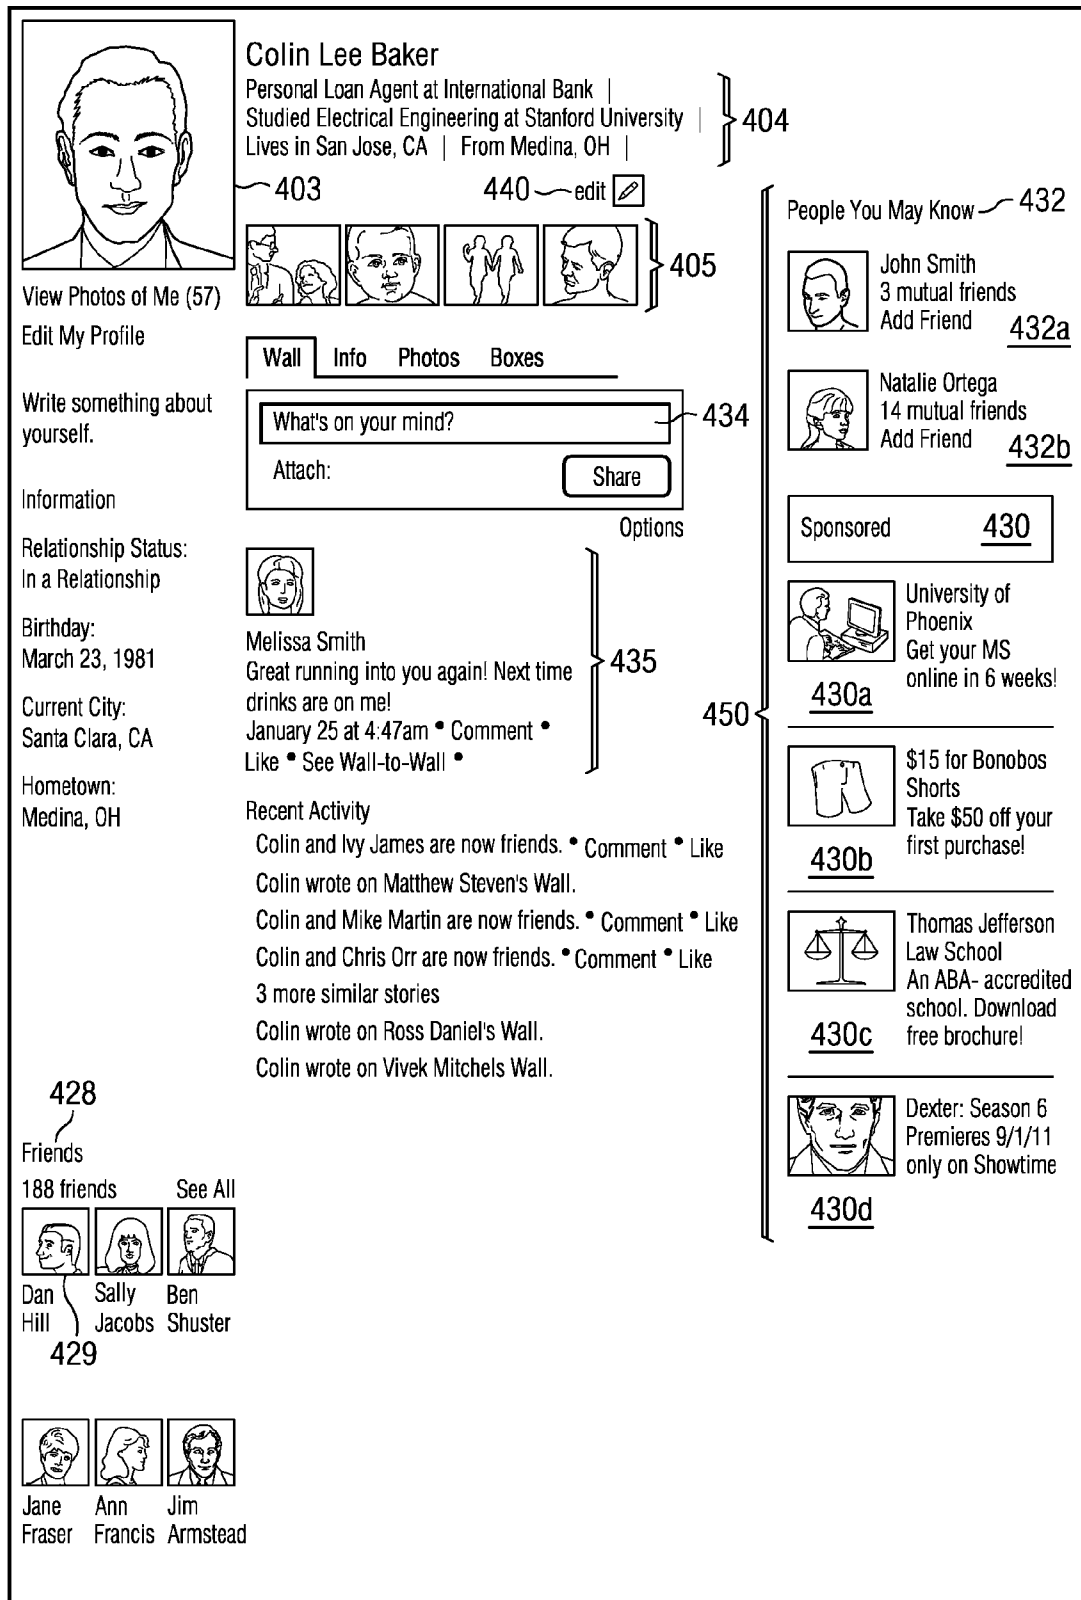 Colin Lee Baker
Personal Loan Agent at International Bank |
Studied Electrical Engineering at Stanford University |
Lives in San Jose, CA | From Medina, OH |
404
403
440 edit
405
View Photos of Me (57)
Edit My Profile
Write something about
yourself.
Information
Relationship Status:
In a Relationship
Birthday:
March 23, 1981
Current City:
Santa Clara, CA
Hometown:
Medina, OH
Wall Info Photos Boxes
What's on your mind?
434
Attach: Share
Options
Melissa Smith
Great running into you again! Next time
drinks are on me!
January 25 at 4:47am • Comment •
Like • See Wall-to-Wall •
435
Recent Activity
Colin and Ivy James are now friends. • Comment • Like
Colin wrote on Matthew Steven's Wall.
Colin and Mike Martin are now friends. • Comment • Like
Colin and Chris Orr are now friends. • Comment • Like
3 more similar stories
Colin wrote on Ross Daniel's Wall.
Colin wrote on Vivek Mitchels Wall.
428
Friends
188 friends See All
Dan
Hill
Sally
Jacobs
Ben
Shuster
429
Jane
Fraser
Ann
Francis
Jim
Armstead
450
People You May Know 432
John Smith
3 mutual friends
Add Friend
432a
Natalie Ortega
14 mutual friends
Add Friend
432b
Sponsored 430
University of
Phoenix
Get your MS
online in 6 weeks!
430a
$15 for Bonobos
Shorts
Take $50 off your
first purchase!
430b
Thomas Jefferson
Law School
An ABA- accredited
school. Download
free brochure!
430c
Dexter: Season 6
Premieres 9/1/11
only on Showtime
430d